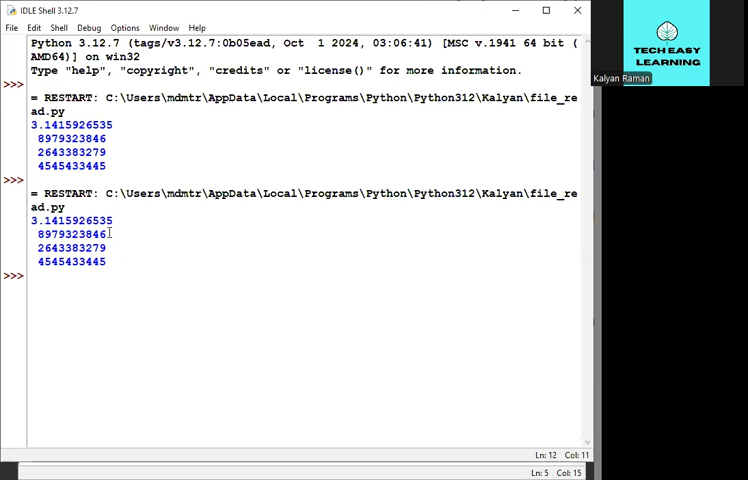 IDLE Shell 3.12.7
File Edit Shell Debug Options Window Help
Python 3.12.7 (tags/v3.12.7:0b05ead, Oct  1 2024, 03:06:41) [MSC v.1941 64 bit (
AMD64)] on win32
Type "help", "copyright", "credits" or "license()" for more information.
>>>
= RESTART: C:\Users\mdmtr\AppData\Local\Programs\Python\Python312\Kalyan\file_re
ad.py
3.1415926535
 8979323846
 2643383279
 4545433445
>>>
= RESTART: C:\Users\mdmtr\AppData\Local\Programs\Python\Python312\Kalyan\file_re
ad.py
3.1415926535
 8979323846
 2643383279
 4545433445
>>>
Ln: 12 Col: 11
Ln: 5 Col: 15
TECH EASY
LEARNING
Kalyan Raman